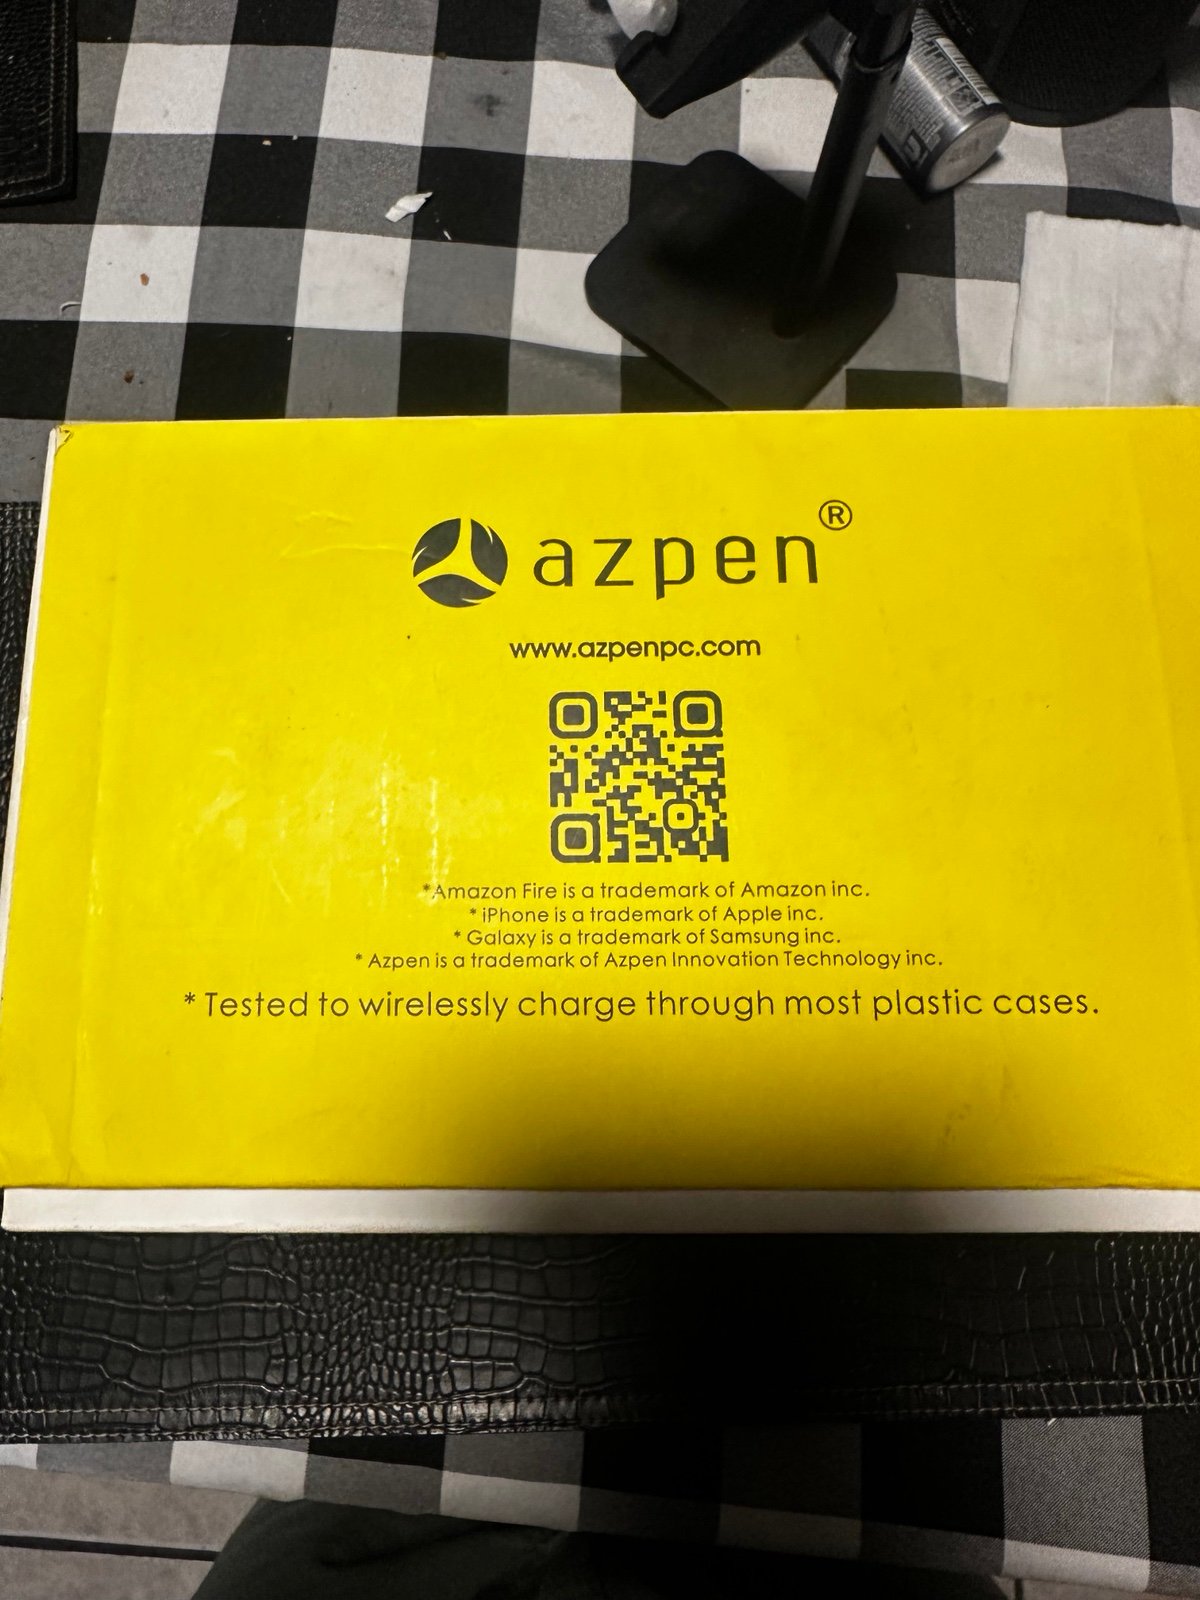 azpen®
www.azpenpc.com
*Amazon Fire is a trademark of Amazon inc.
* iPhone is a trademark of Apple inc.
* Galaxy is a trademark of Samsung inc.
* Azpen is a trademark of Azpen Innovation Technology inc.
* Tested to wirelessly charge through most plastic cases.